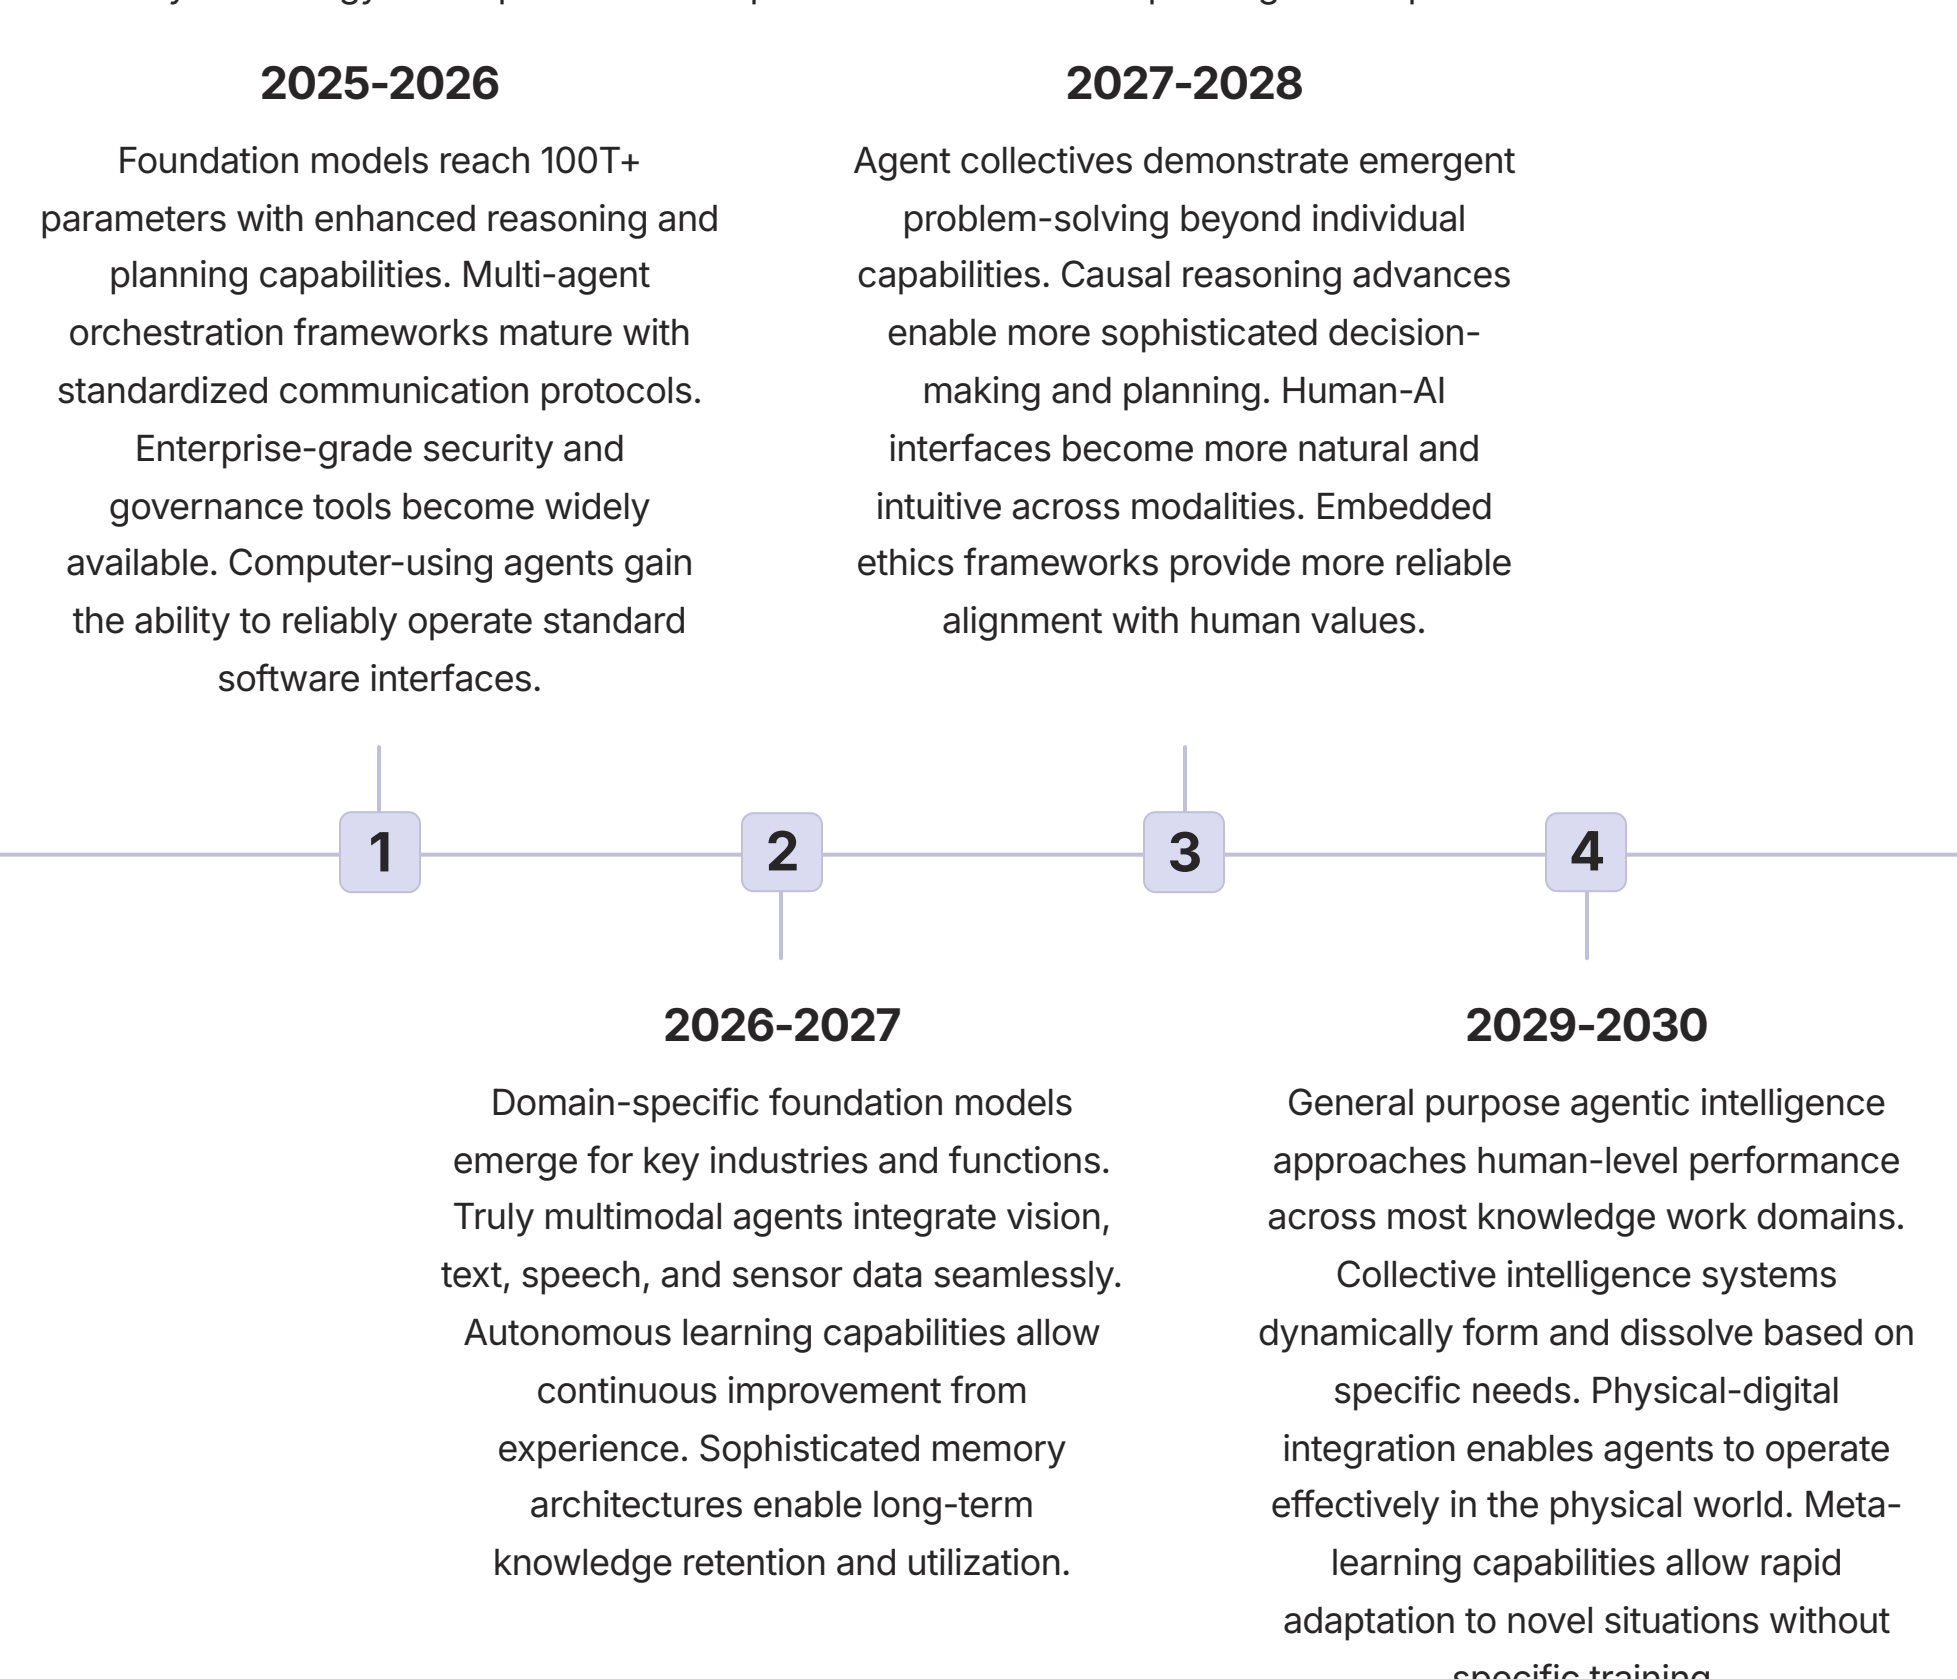 2025-2026
Foundation models reach 100T+
parameters with enhanced reasoning and
planning capabilities. Multi-agent
orchestration frameworks mature with
standardized communication protocols.
Enterprise-grade security and
governance tools become widely
available. Computer-using agents gain
the ability to reliably operate standard
software interfaces.
2027-2028
Agent collectives demonstrate emergent
problem-solving beyond individual
capabilities. Causal reasoning advances
enable more sophisticated decision-
making and planning. Human-AI
interfaces become more natural and
intuitive across modalities. Embedded
ethics frameworks provide more reliable
alignment with human values.
1
2
3
4
2026-2027
Domain-specific foundation models
emerge for key industries and functions.
Truly multimodal agents integrate vision,
text, speech, and sensor data seamlessly.
Autonomous learning capabilities allow
continuous improvement from
experience. Sophisticated memory
architectures enable long-term
knowledge retention and utilization.
2029-2030
General purpose agentic intelligence
approaches human-level performance
across most knowledge work domains.
Collective intelligence systems
dynamically form and dissolve based on
specific needs. Physical-digital
integration enables agents to operate
effectively in the physical world. Meta-
learning capabilities allow rapid
adaptation to novel situations without
specific training